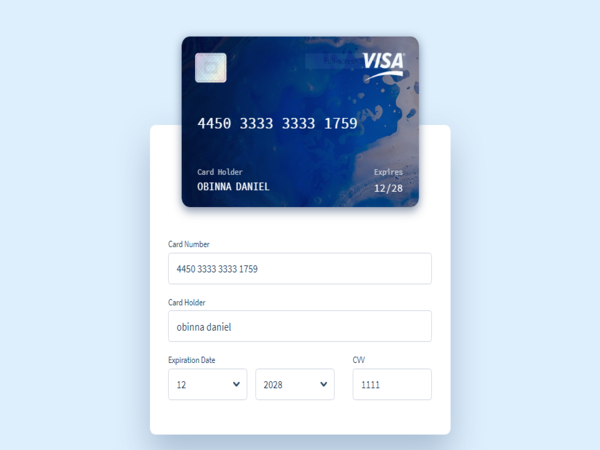 VISA
4450 3333 3333 1759
Card Holder
Expires
OBINNA DANIEL
12/28
Card Number
4450 3333 3333 1759
Card Holder
obinna daniel
Expiration Date
CVV
12
2028
1111